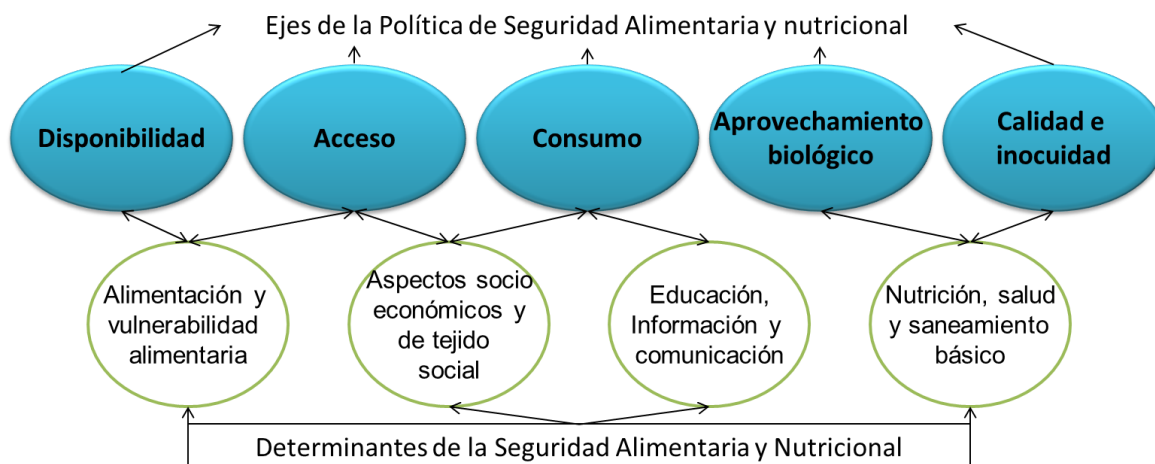 Ejes de la Política de Seguridad Alimentaria y nutricional
Disponibilidad
Acceso
Consumo
Aprovechamiento
biológico
Calidad e
inocuidad
Alimentación y
vulnerabilidad
alimentaria
Aspectos socio
económicos y
de tejido
social
Educación,
Información y
comunicación
Nutrición, salud
y saneamiento
básico
Determinantes de la Seguridad Alimentaria y Nutricional